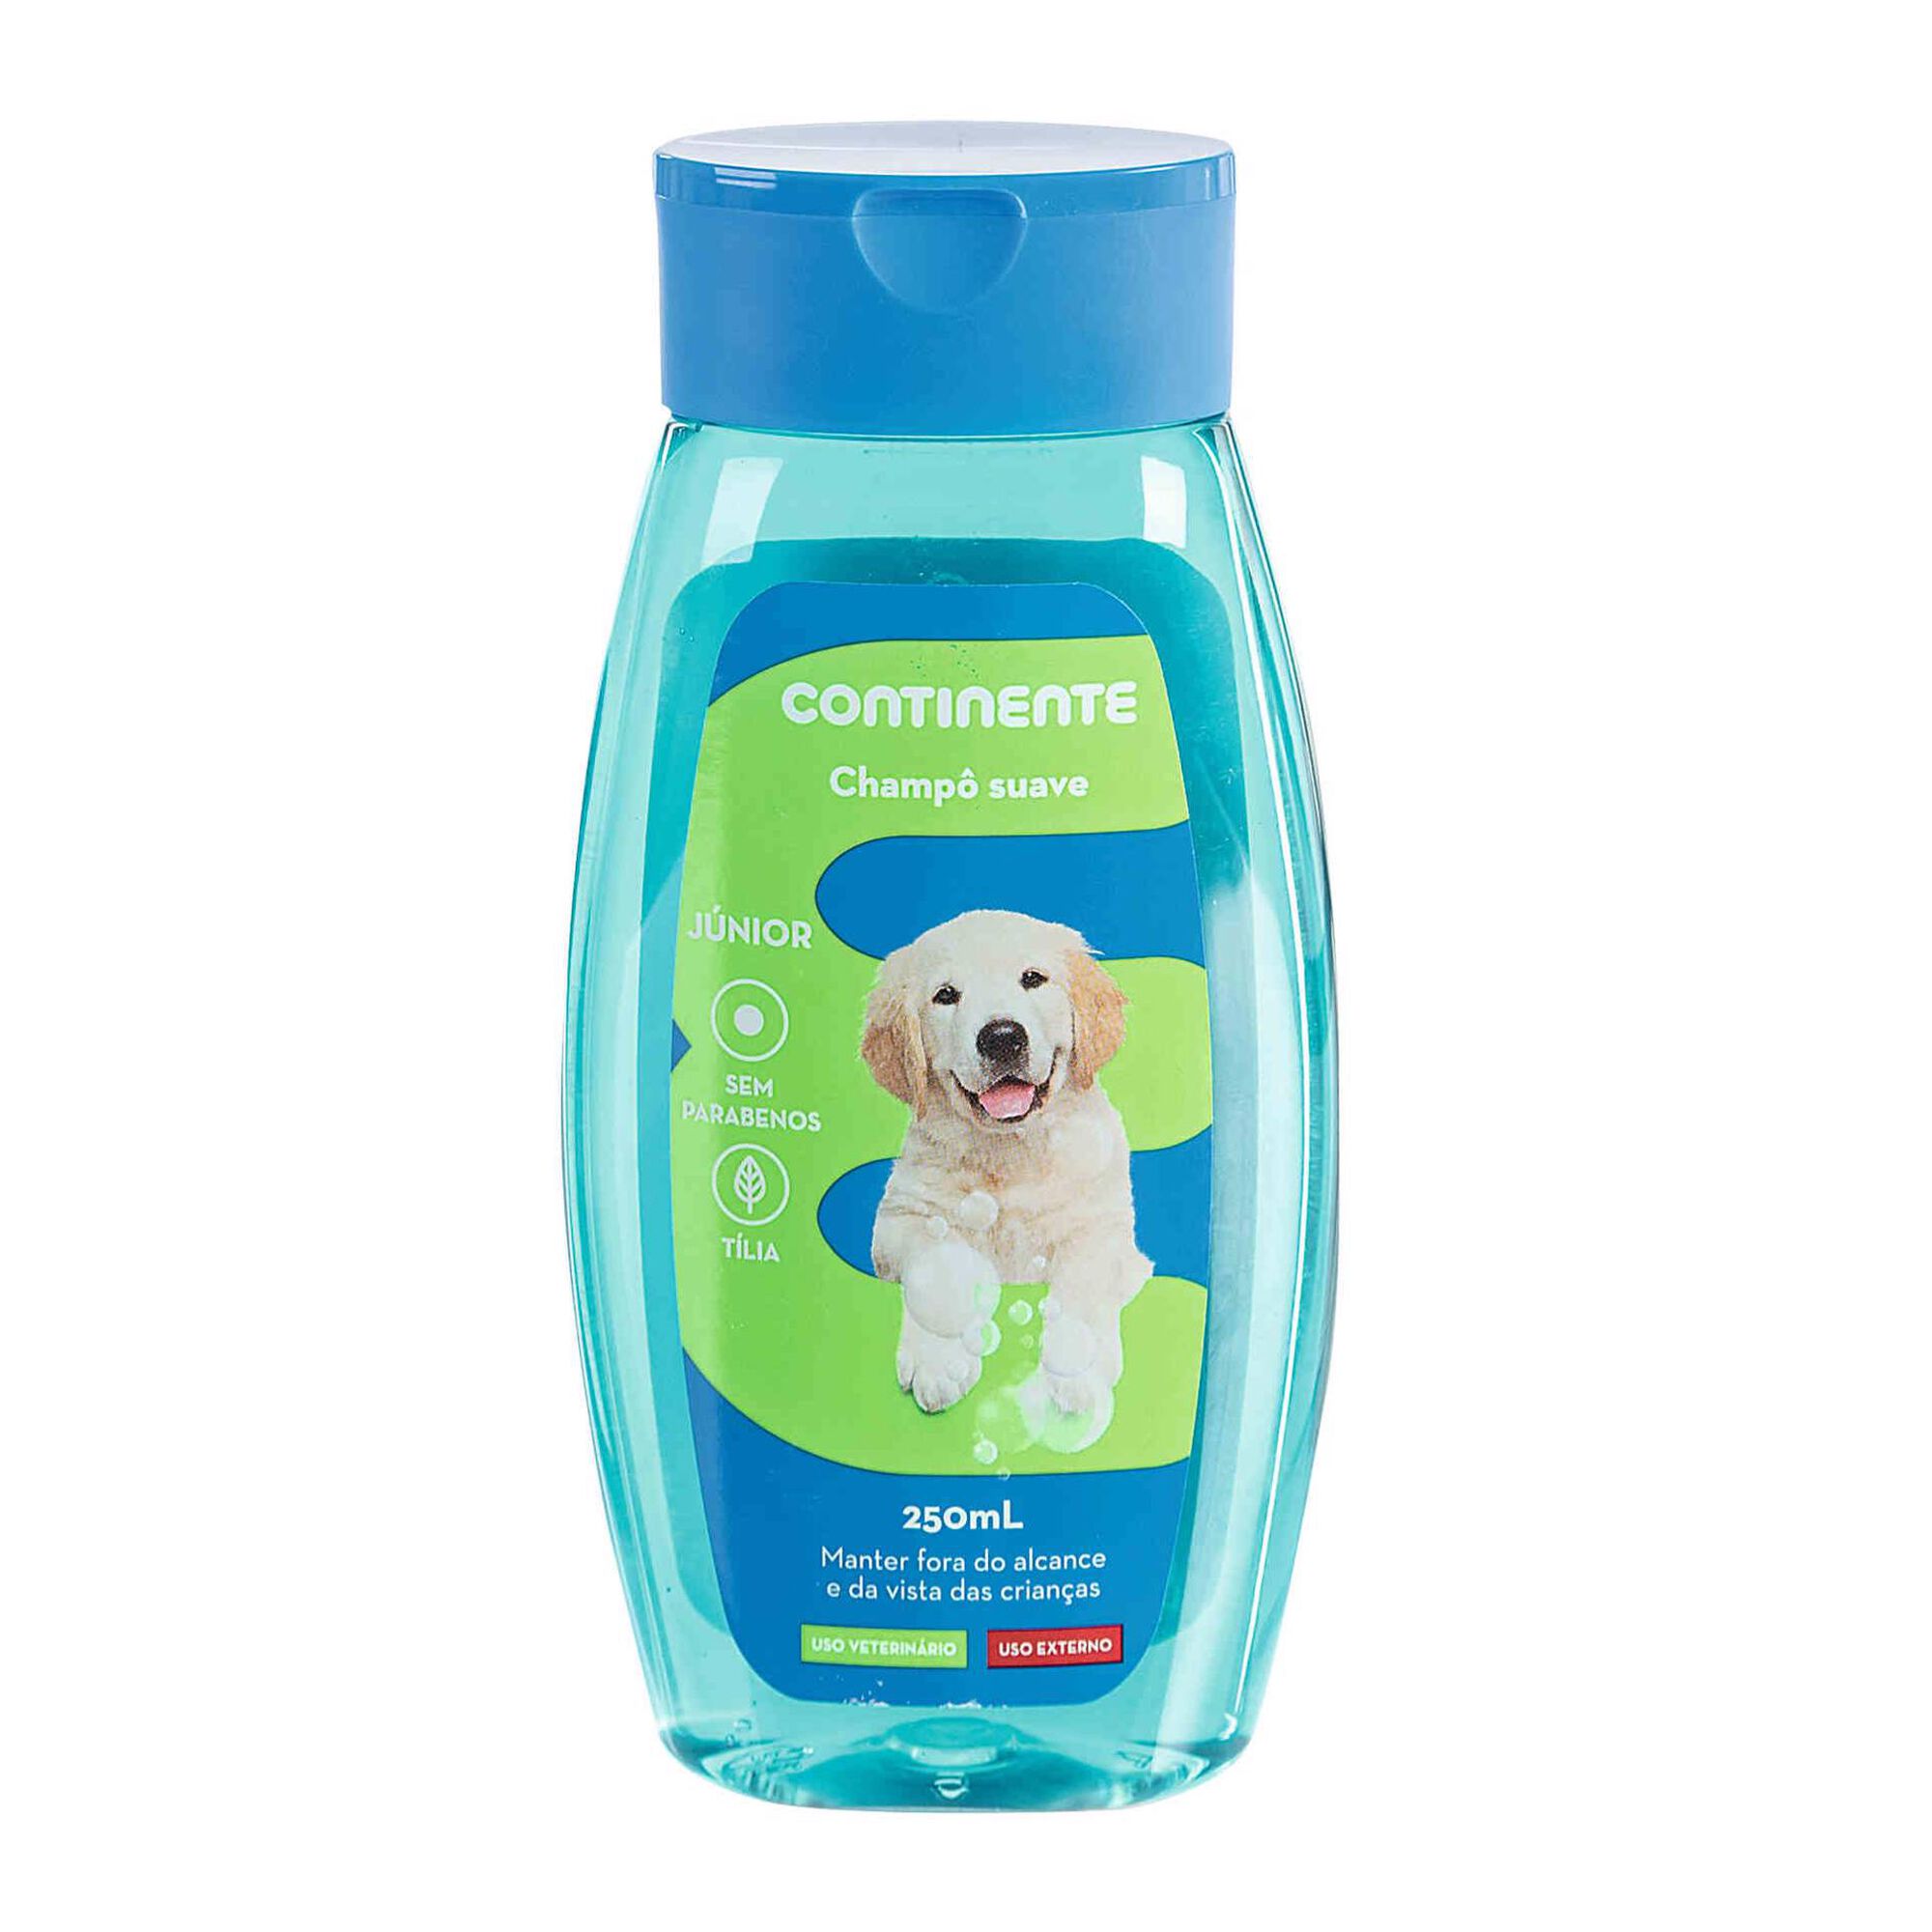 CONTINENTE
Champô suave
JÚNIOR
SEM
PARABENOS
TÍLIA
250mL
Manter fora do alcance
e da vista das crianças
USO VETERINÁRIO
USO EXTERNO